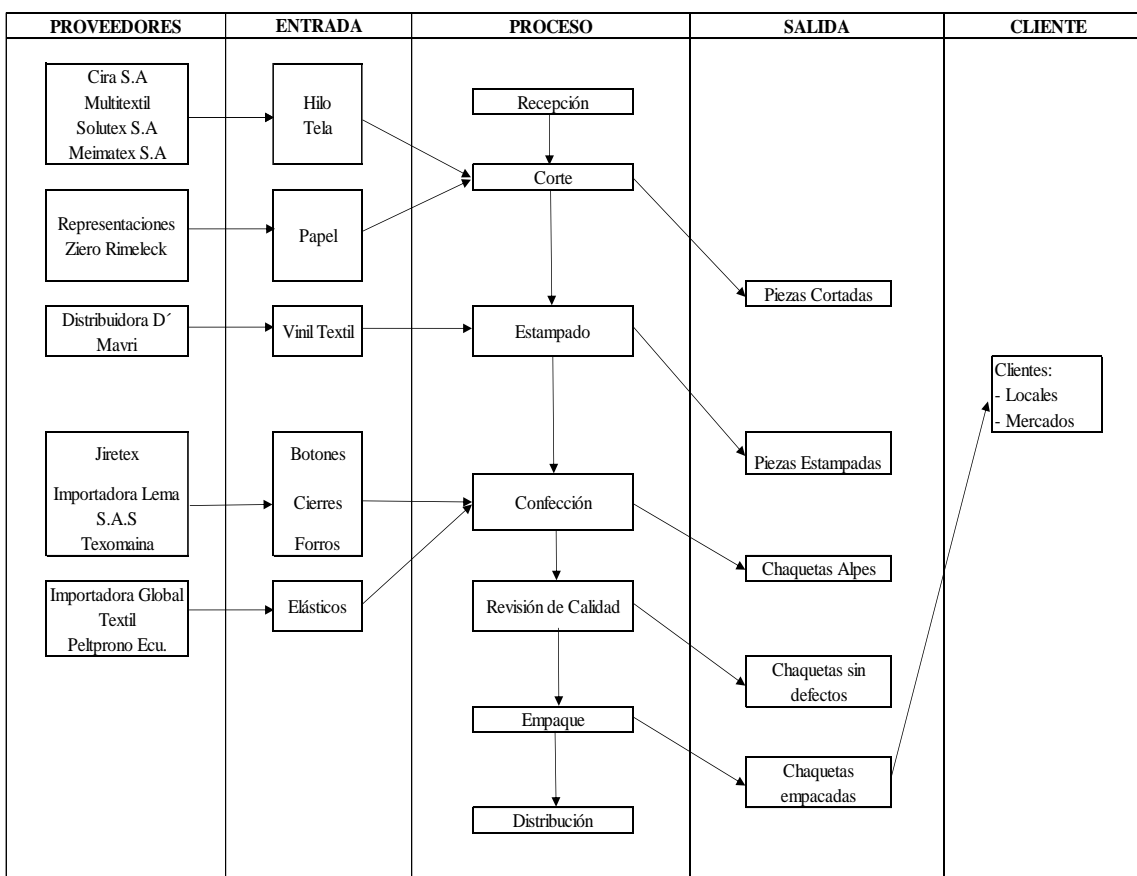 PROVEEDORES
ENTRADA
PROCESO
SALIDA
CLIENTE
Cira S.A
Multitextil
Solutex S.A
Meimatex S.A
Hilo
Tela
Recepción
Corte
Representaciones
Ziero Rimeleck
Papel
Piezas Cortadas
Distribuidora D´
Mavri
Vinil Textil
Estampado
Clientes:
- Locales
- Mercados
Jiretex
Importadora Lema
S.A.S
Texomaina
Botones
Cierres
Forros
Confección
Piezas Estampadas
Chaquetas Alpes
Importadora Global
Textil
Peltprono Ecu.
Elásticos
Revisión de Calidad
Chaquetas sin
defectos
Empaque
Chaquetas
empacadas
Distribución